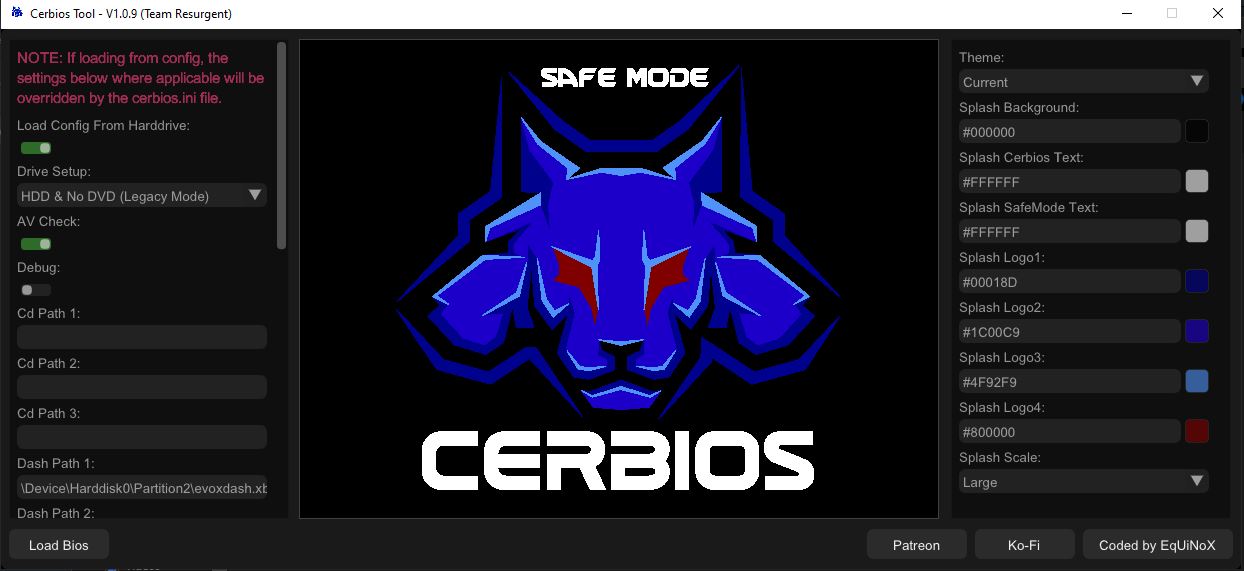 Cerbios Tool - V1.0.9 (Team Resurgent)
NOTE: If loading from config, the
settings below where applicable will be
overridden by the cerbios.ini file.
Load Config From Harddrive:
Drive Setup:
HDD & No DVD (Legacy Mode)
AV Check:
Debug:
Cd Path 1:
Cd Path 2:
Cd Path 3:
Dash Path 1:
\Device\Harddisk0\Partition2\evoxdash.xb
Dash Path 2:
SAFE MODE
CERBIOS
Theme:
Current
Splash Background:
#000000
Splash Cerbios Text:
#FFFFFF
Splash SafeMode Text:
#FFFFFF
Splash Logo1:
#00018D
Splash Logo2:
#1C00C9
Splash Logo3:
#4F92F9
Splash Logo4:
#800000
Splash Scale:
Large
Load Bios
Patreon
Ko-Fi
Coded by EqUiNoX